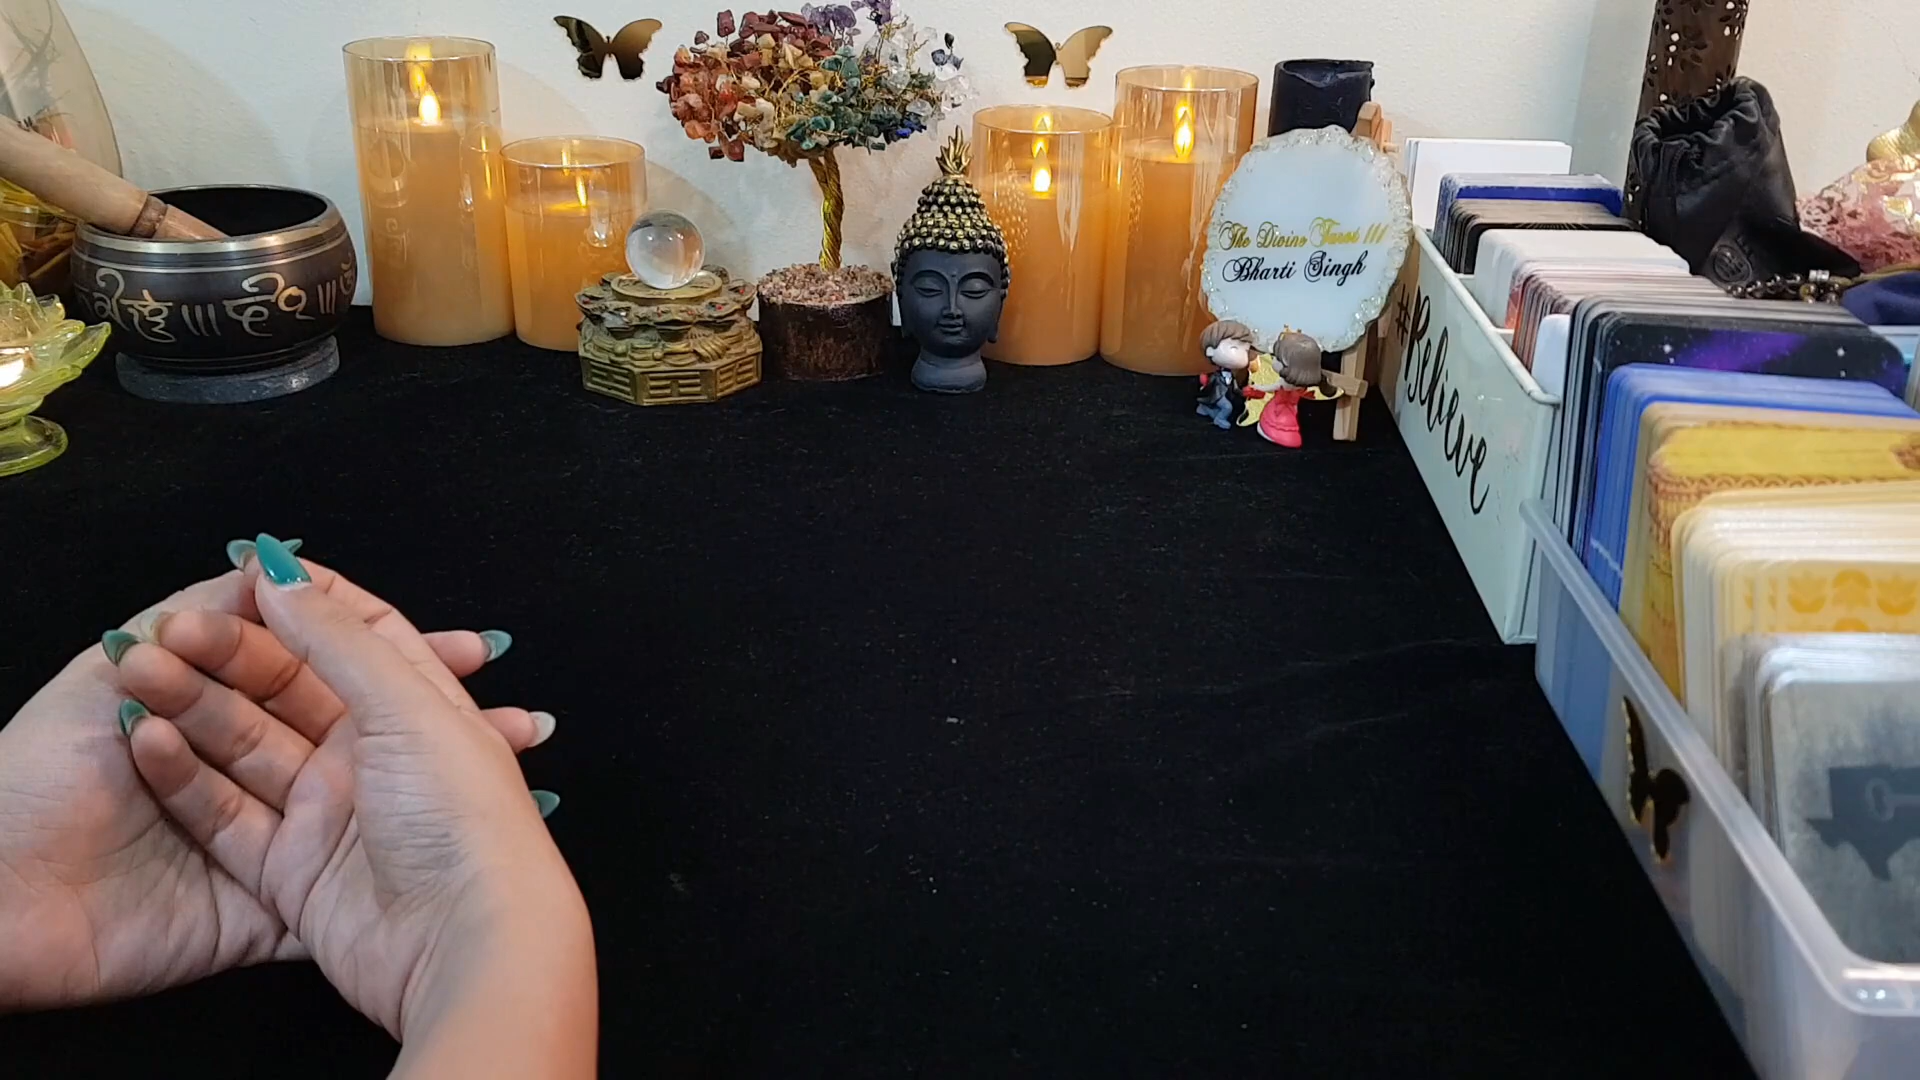 The Divine Tarot 111
Bharti Singh
#Believe